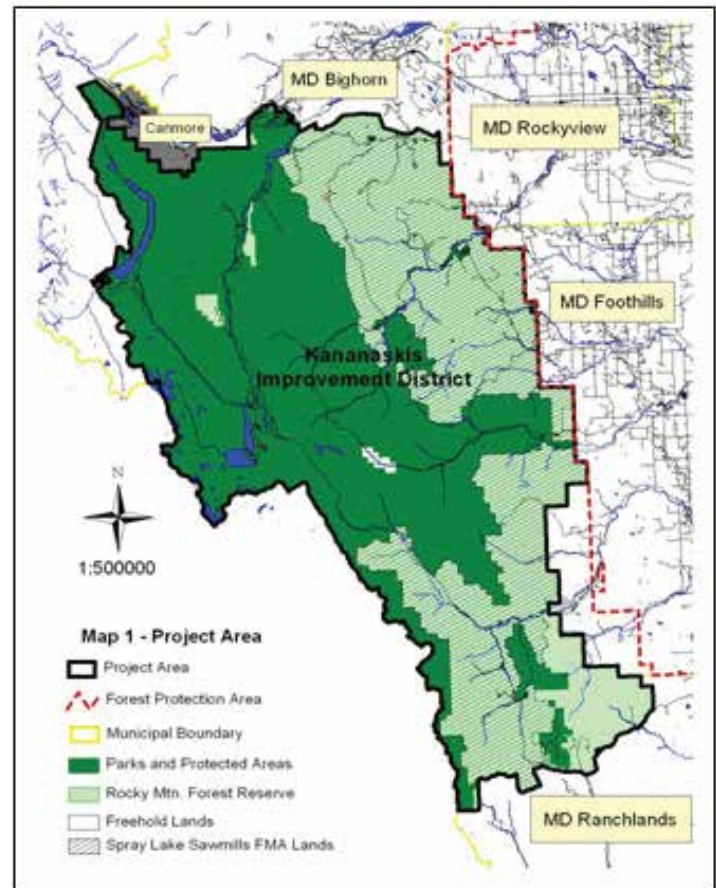 MD Bighorn
MD Rockyview
Canmore
MD Foothills
Kananaskis
Improvement District
N
1:500000
Map 1 - Project Area
Project Area
Forest Protection Area
Municipal Boundary
Parks and Protected Areas
Rocky Mtn. Forest Reserve
Freehold Lands
Spray Lake Sawmills FMA Lands
MD Ranchlands